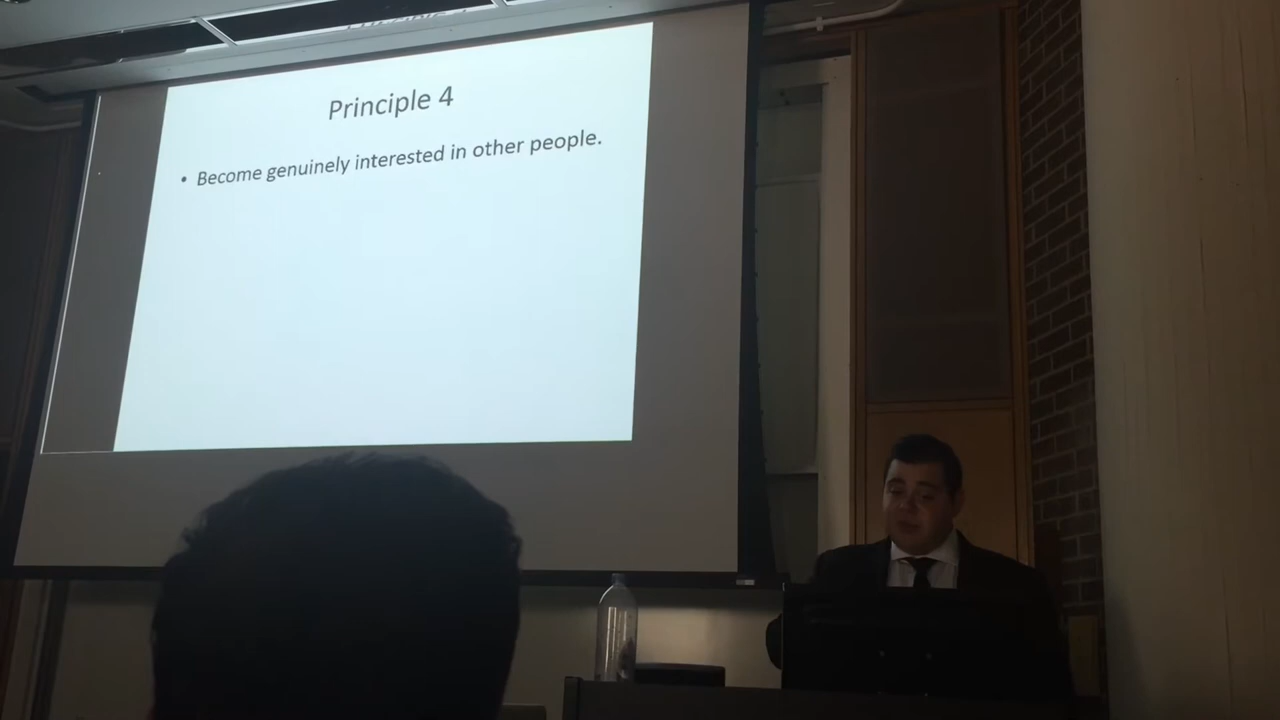 Principle 4
• Become genuinely interested in other people.